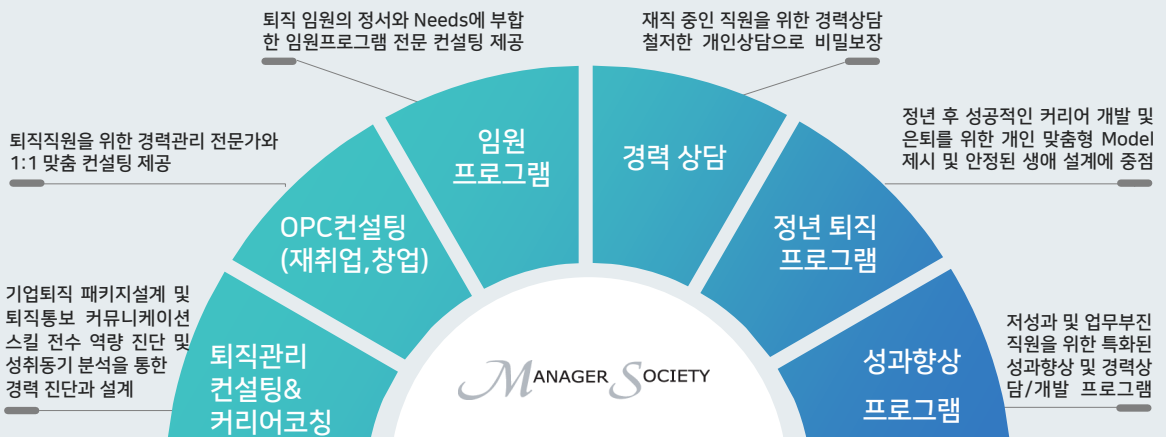 퇴직 임원의 정서와 Needs에 부합
한 임원프로그램 전문 컨설팅 제공
재직 중인 직원을 위한 경력상담
철저한 개인상담으로 비밀보장
정년 후 성공적인 커리어 개발 및
은퇴를 위한 개인 맞춤형 Model
제시 및 안정된 생애 설계에 중점
퇴직직원을 위한 경력관리 전문가와
1:1 맞춤 컨설팅 제공
임원
프로그램
경력 상담
OPC컨설팅
(재취업,창업)
정년 퇴직
프로그램
기업퇴직 패키지설계 및
퇴직통보 커뮤니케이션
스킬 전수 역량 진단 및
성취동기 분석을 통한
경력 진단과 설계
퇴직관리
컨설팅&
커리어코칭
MANAGER SOCIETY
성과향상
프로그램
저성과 및 업무부진
직원을 위한 특화된
성과향상 및 경력상
담/개발 프로그램